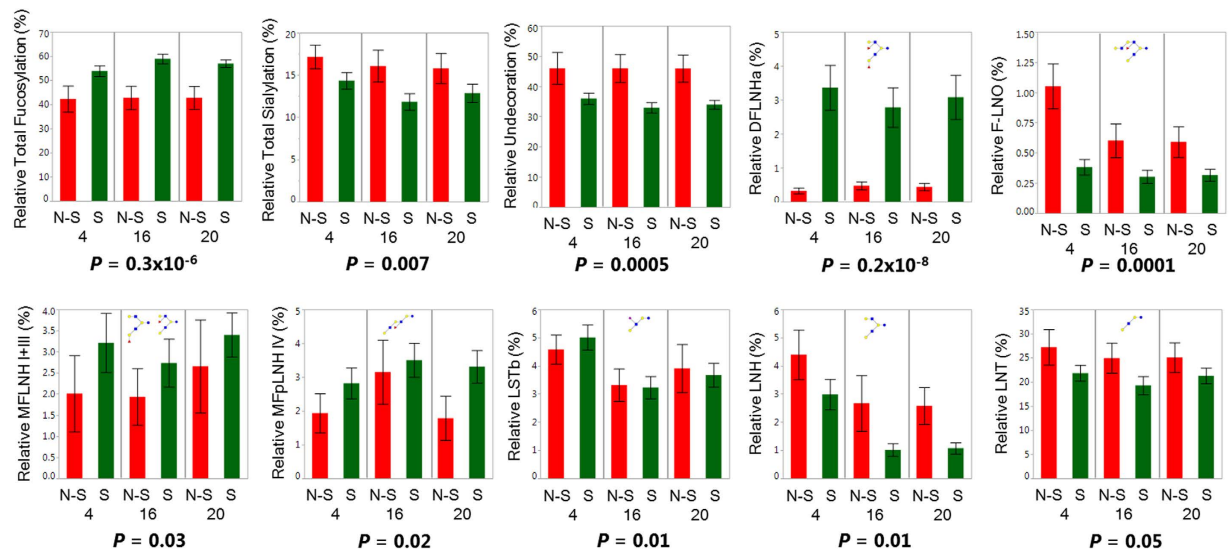 Relative Total Fucosylation (%)
70
60
50
40
30
20
10
0
N-S S N-S S N-S S
4 16 20
P = 0.3x10-6
Relative Total Sialylation (%)
20
15
10
5
0
N-S S N-S S N-S S
4 16 20
P = 0.007
Relative Undecoration (%)
60
50
40
30
20
10
0
N-S S N-S S N-S S
4 16 20
P = 0.0005
Relative DFLNHa (%)
5
4
3
2
1
0
N-S S N-S S N-S S
4 16 20
P = 0.2x10-8
Relative F-LNO (%)
1.50
1.25
1.00
0.75
0.50
0.25
0.00
N-S S N-S S N-S S
4 16 20
P = 0.0001
Relative MFLNH I+III (%)
4.0
3.5
3.0
2.5
2.0
1.5
1.0
0.5
0.0
N-S S N-S S N-S S
4 16 20
P = 0.03
Relative MFpLNH IV (%)
5
4
3
2
1
0
N-S S N-S S N-S S
4 16 20
P = 0.02
Relative LSTb (%)
6
5
4
3
2
1
0
N-S S N-S S N-S S
4 16 20
P = 0.01
Relative LNH (%)
6
5
4
3
2
1
0
N-S S N-S S N-S S
4 16 20
P = 0.01
Relative LNT (%)
35
30
25
20
15
10
5
0
N-S S N-S S N-S S
4 16 20
P = 0.05